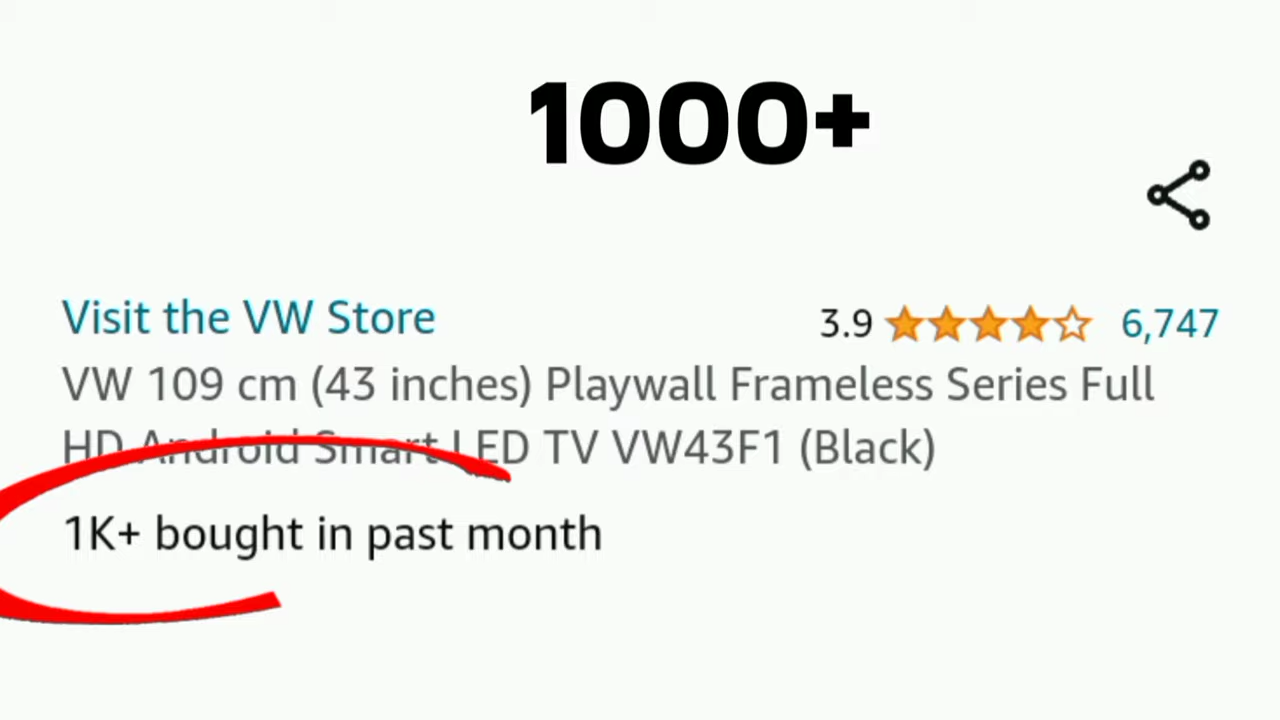 1000+
Visit the VW Store
3.9 6,747
VW 109 cm (43 inches) Playwall Frameless Series Full
HD Android Smart LED TV VW43F1 (Black)
1K+ bought in past month